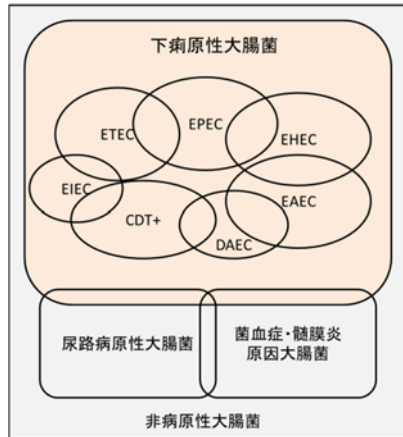 下痢原性大腸菌
EPEC
ETEC
EHEC
EIEC
EAEC
CDT+
DAEC
尿路病原性大腸菌
菌血症・髄膜炎
原因大腸菌
非病原性大腸菌